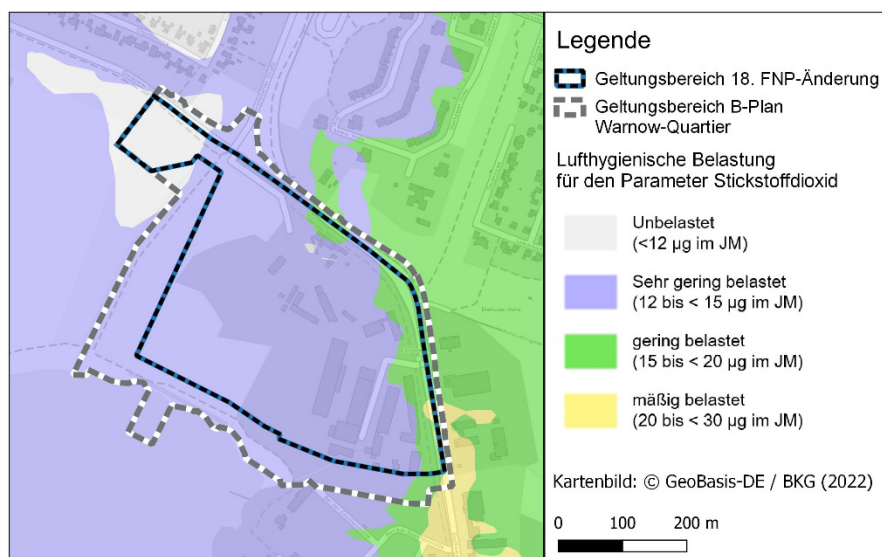 Legende
Geltungsbereich 18. FNP-Änderung
Geltungsbereich B-Plan
Warnow-Quartier
Lufthygienische Belastung
für den Parameter Stickstoffdioxid
Unbelastet
(<12 µg im JM)
Sehr gering belastet
(12 bis < 15 µg im JM)
gering belastet
(15 bis < 20 µg im JM)
mäßig belastet
(20 bis < 30 µg im JM)
Kartenbild: © GeoBasis-DE / BKG (2022)
0 100 200 m